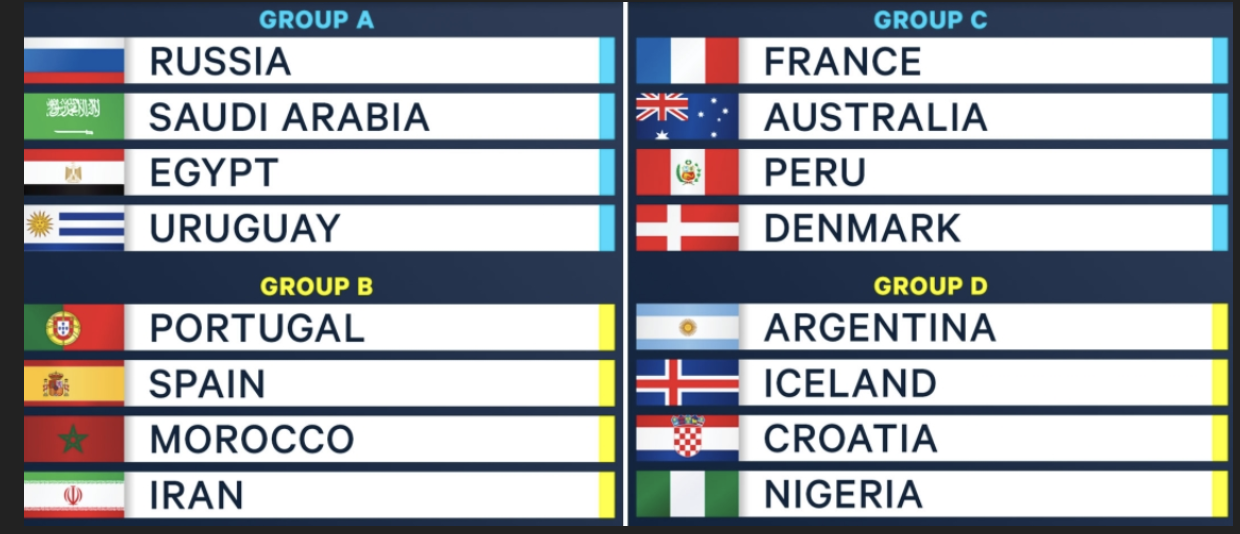 GROUP A
RUSSIA
SAUDI ARABIA
EGYPT
URUGUAY
GROUP B
PORTUGAL
SPAIN
MOROCCO
IRAN
GROUP C
FRANCE
AUSTRALIA
PERU
DENMARK
GROUP D
ARGENTINA
ICELAND
CROATIA
NIGERIA